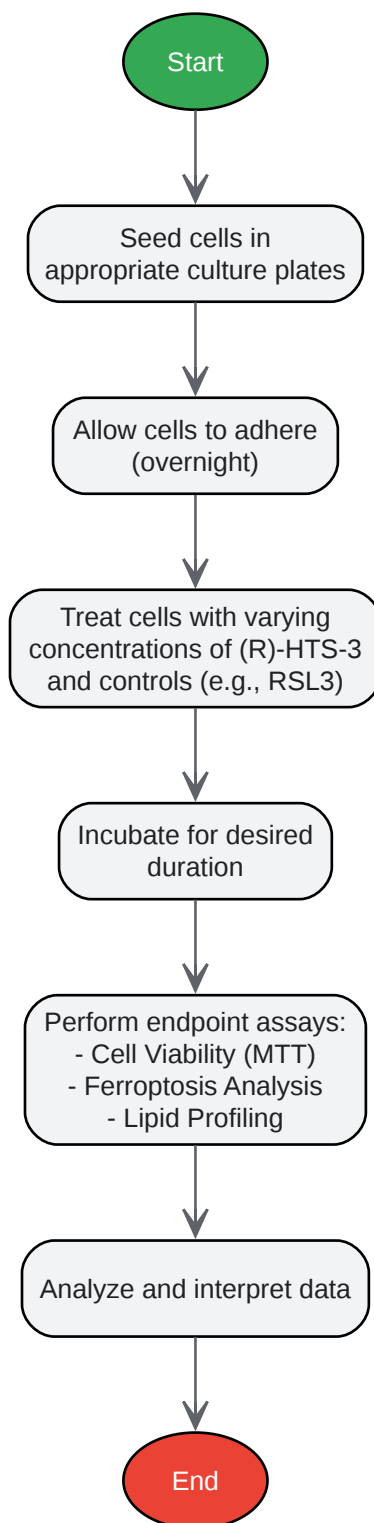 Start
Seed cells in
appropriate culture plates
Allow cells to adhere
(overnight)
Treat cells with varying
concentrations of (R)-HTS-3
and controls (e.g., RSL3)
Incubate for desired
duration
Perform endpoint assays:
- Cell Viability (MTT)
- Ferroptosis Analysis
- Lipid Profiling
Analyze and interpret data
End